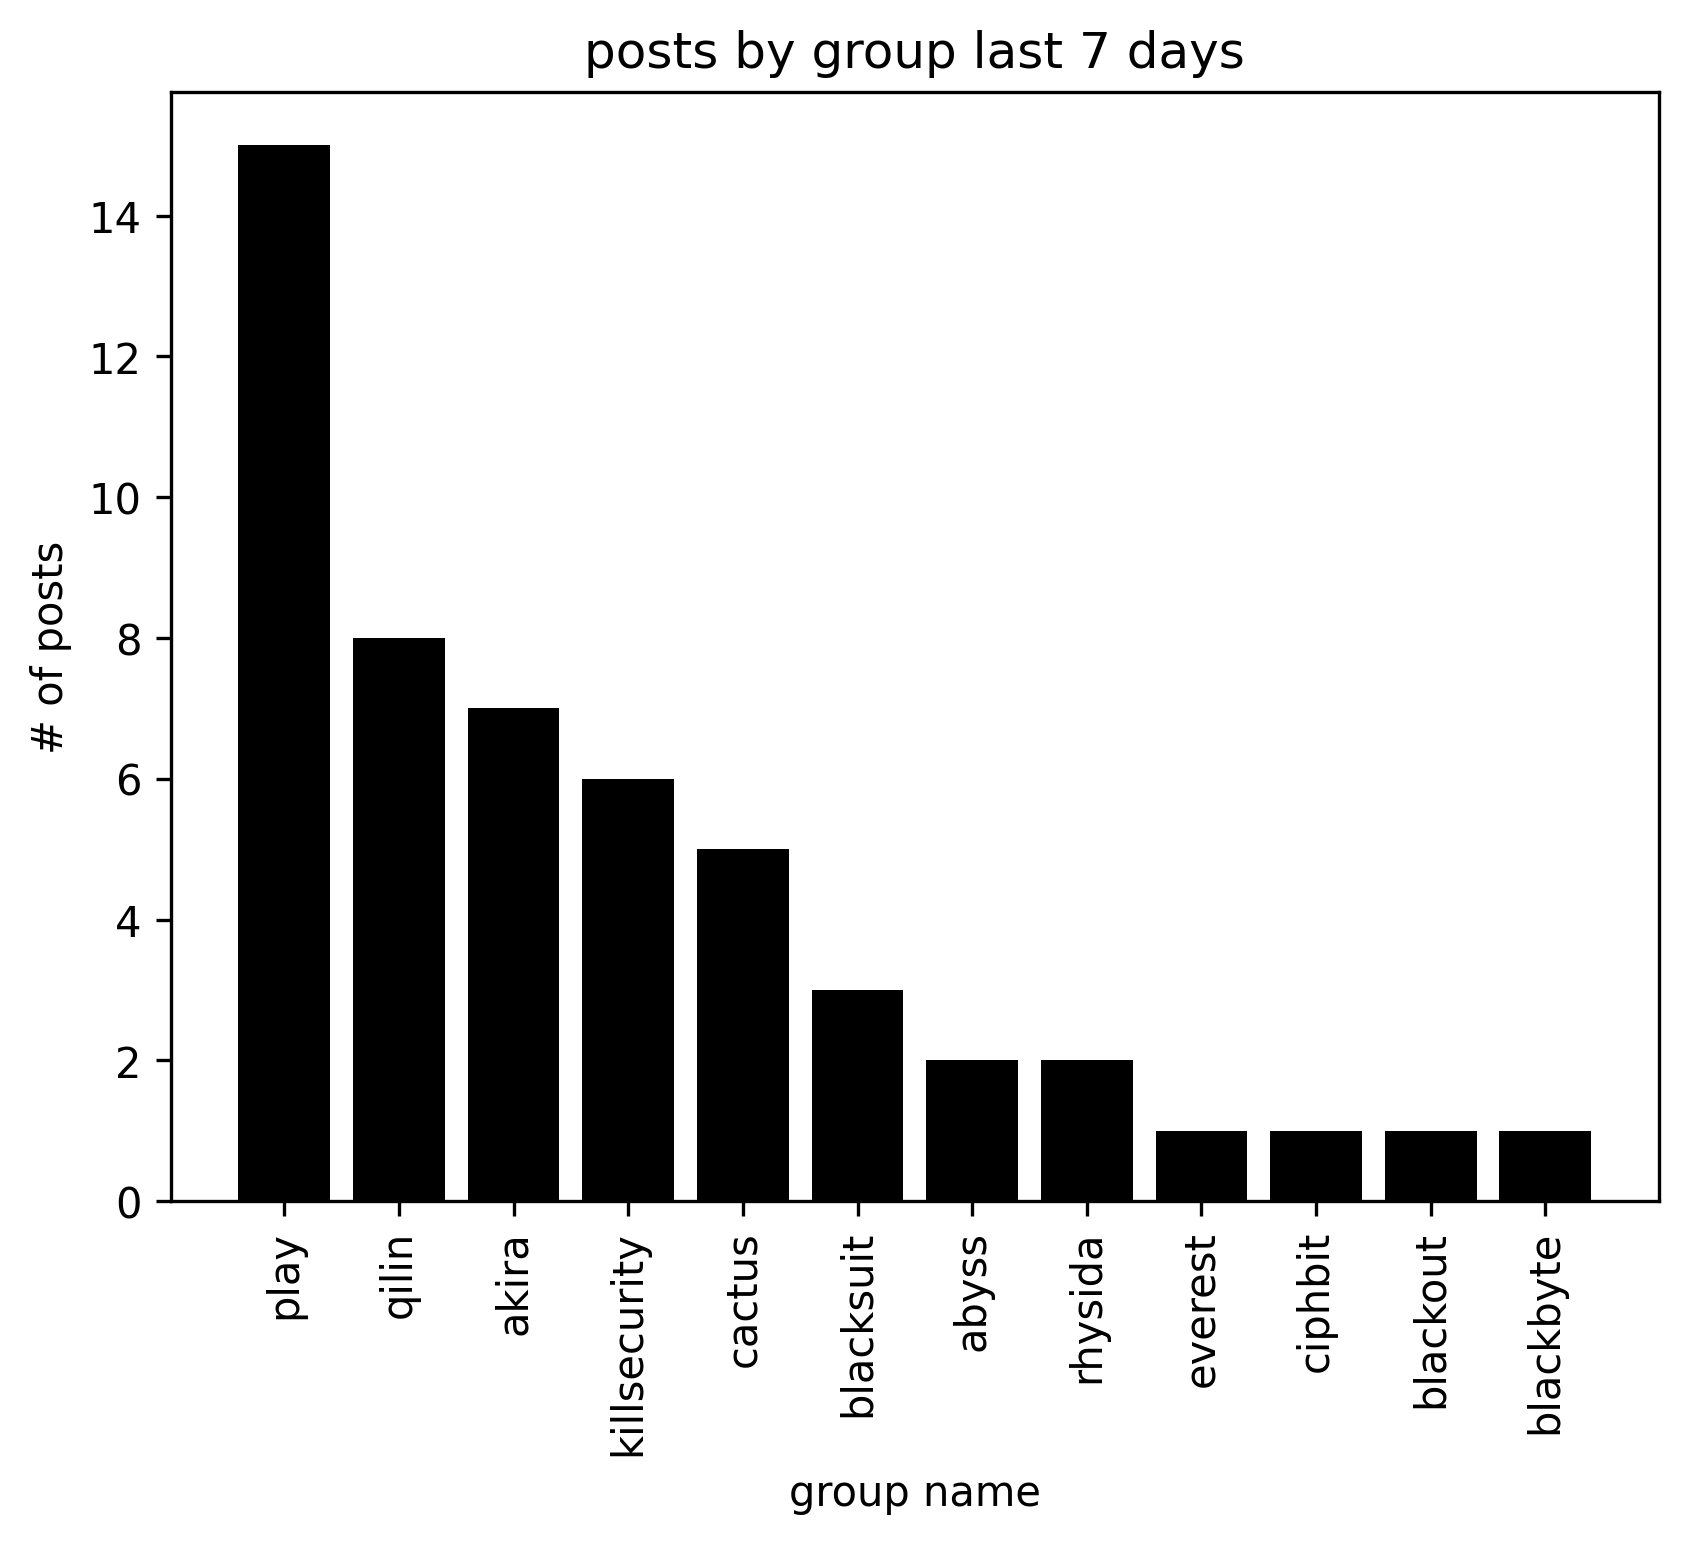 posts by group last 7 days
# of posts
14
12
10
8
6
4
2
0
play
qilin
akira
killsecurity
cactus
blacksuit
abyss
rhysida
everest
ciphbit
blackout
blackbyte
group name